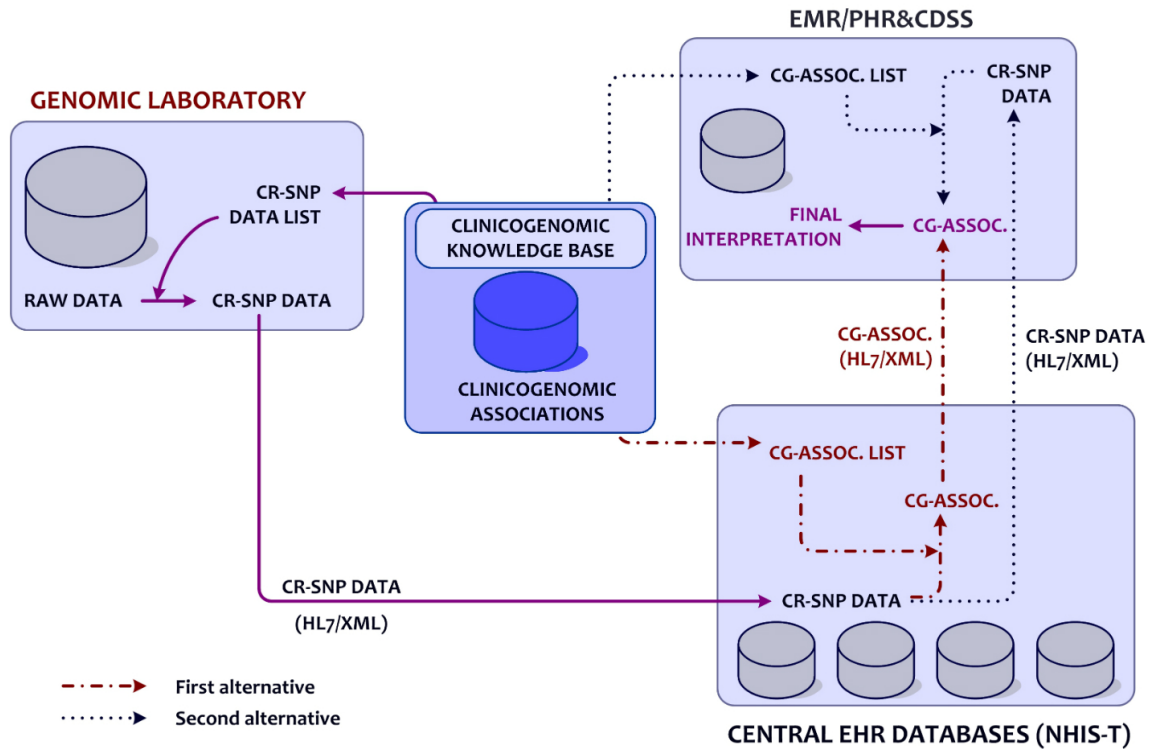 EMR/PHR&CDSS
CG-ASSOC. LIST
CR-SNP
DATA
FINAL
INTERPRETATION
CG-ASSOC.
GENOMIC LABORATORY
CR-SNP
DATA LIST
RAW DATA
CR-SNP DATA
CLINICOGENOMIC
KNOWLEDGE BASE
CLINICOGENOMIC
ASSOCIATIONS
CG-ASSOC.
(HL7/XML)
CR-SNP DATA
(HL7/XML)
CG-ASSOC. LIST
CG-ASSOC.
CR-SNP DATA
CR-SNP DATA
(HL7/XML)
First alternative
Second alternative
CENTRAL EHR DATABASES (NHIS-T)